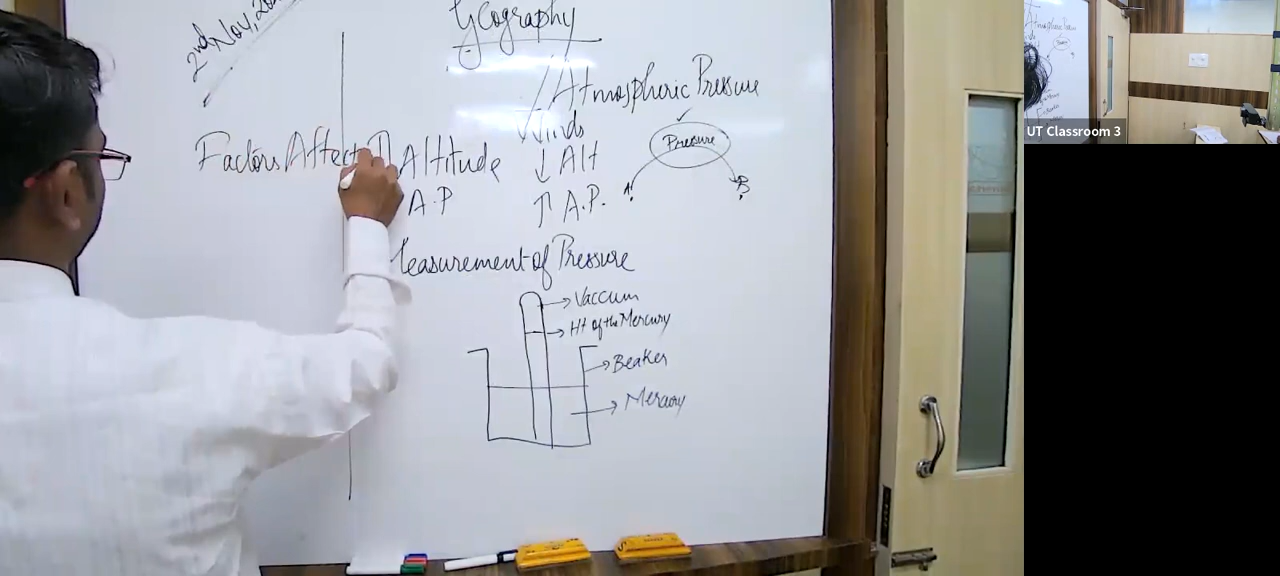 2nd Nov, 20
Geography
Atmospheric Pressure
Winds
Pressure
Factors Affect
Altitude
A.P
↓ Alt
↑ A.P.
A ?
B ?
Measurement of Pressure
Vaccum
Ht of the Mercury
Beaker
Mercury
UT Classroom 3